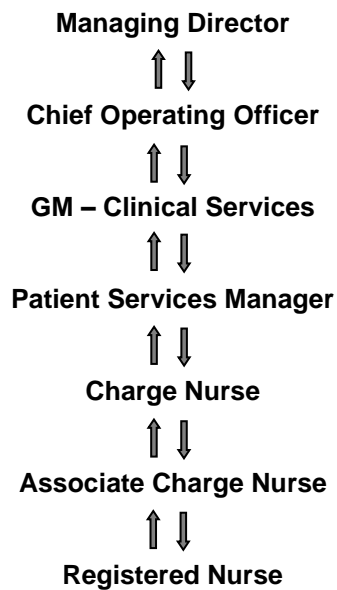 Managing Director
Chief Operating Officer
GM – Clinical Services
Patient Services Manager
Charge Nurse
Associate Charge Nurse
Registered Nurse